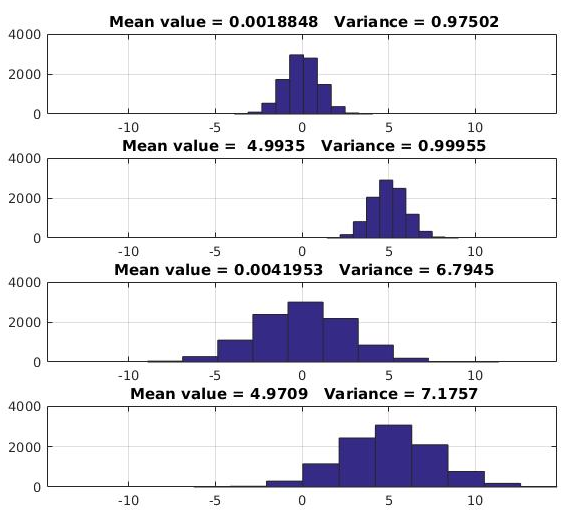 Mean value = 0.0018848   Variance = 0.97502
4000
2000
0
-10 -5 0 5 10
Mean value =  4.9935   Variance = 0.99955
4000
2000
0
-10 -5 0 5 10
Mean value = 0.0041953   Variance = 6.7945
4000
2000
0
-10 -5 0 5 10
Mean value = 4.9709   Variance = 7.1757
4000
2000
0
-10 -5 0 5 10